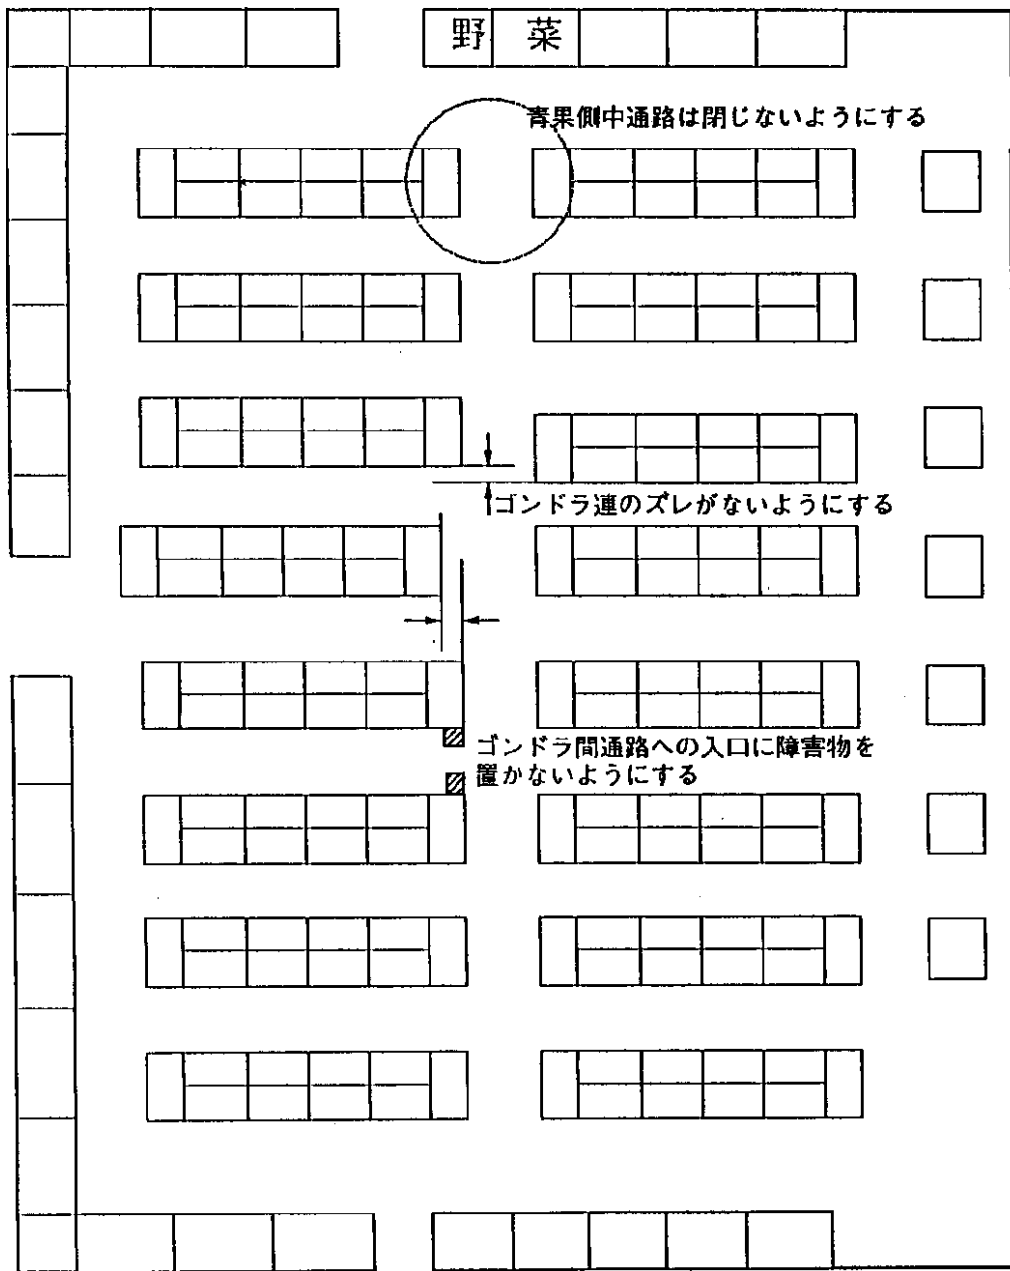 野菜
青果側中通路は閉じないようにする
ゴンドラ連のズレがないようにする
ゴンドラ間通路への入口に障害物を
置かないようにする